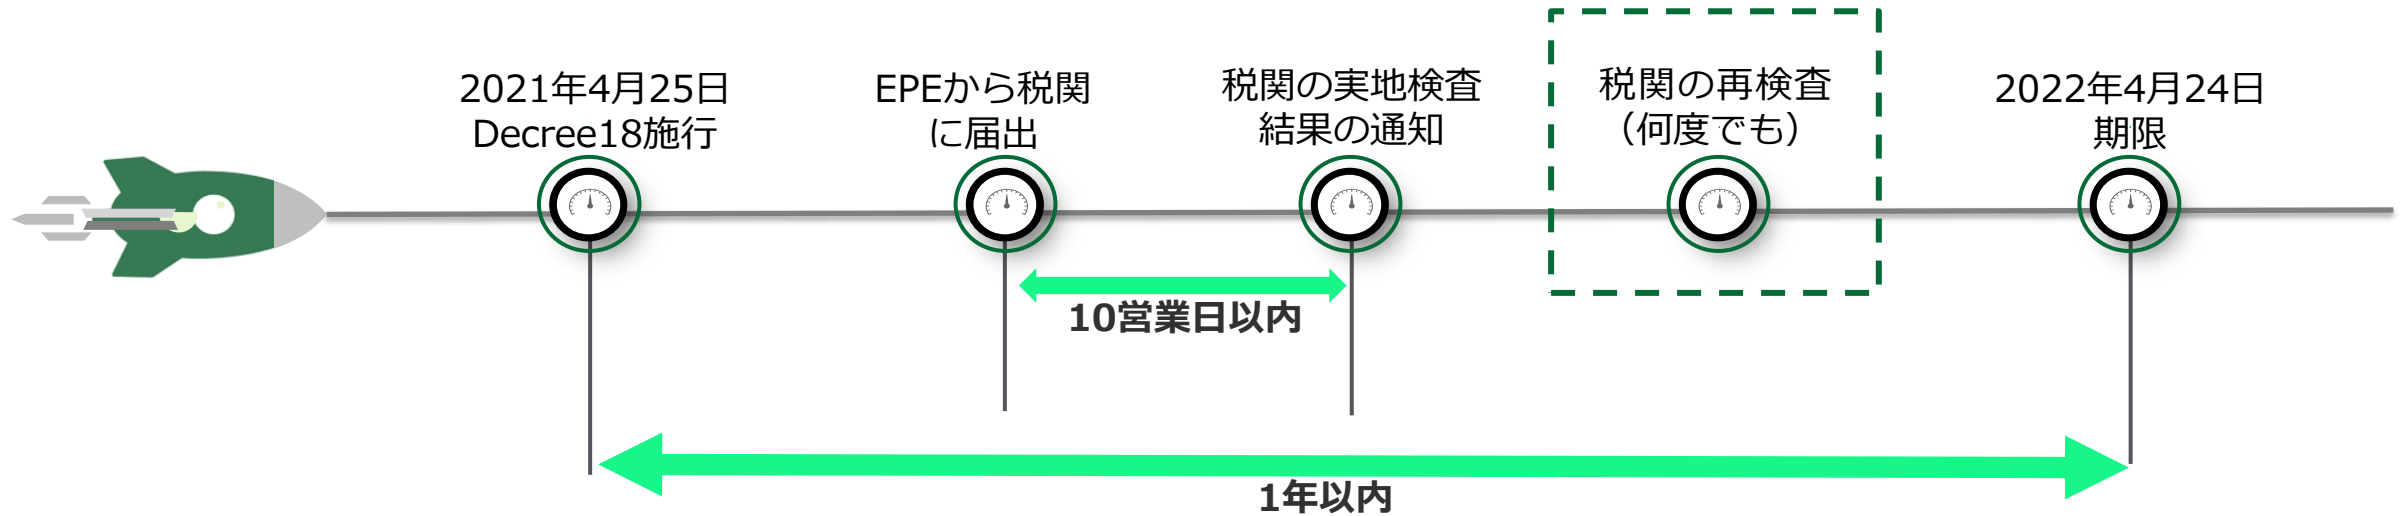 2021年4月25日
Decree18施行
EPEから税関
に届出
税関の実地検査
結果の通知
税関の再検査
（何度でも）
2022年4月24日
期限
10営業日以内
1年以内